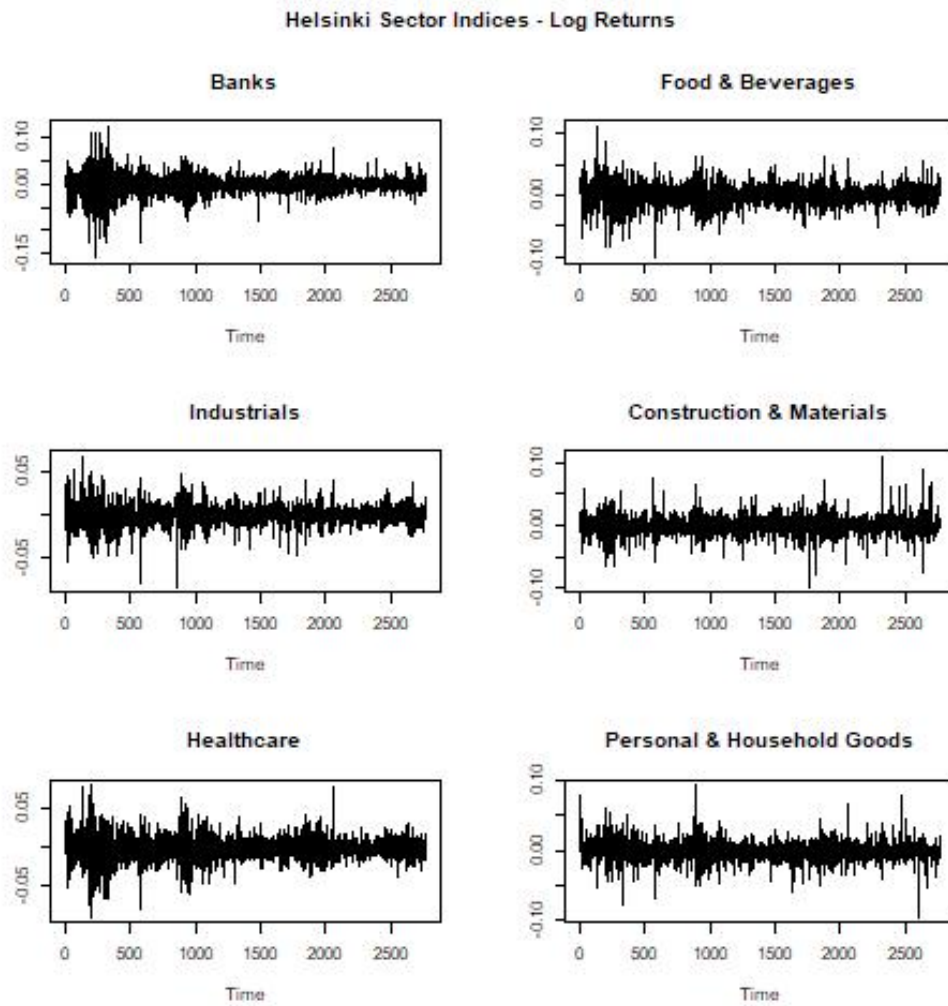 Helsinki Sector Indices - Log Returns
Banks
0.10
0.00
-0.15
0 500 1000 1500 2000 2500
Time
Food & Beverages
0.10
0.00
-0.10
0 500 1000 1500 2000 2500
Time
Industrials
0.05
-0.05
0 500 1000 1500 2000 2500
Time
Construction & Materials
0.10
0.00
-0.10
0 500 1000 1500 2000 2500
Time
Healthcare
0.05
-0.05
0 500 1000 1500 2000 2500
Time
Personal & Household Goods
0.10
0.00
-0.10
0 500 1000 1500 2000 2500
Time